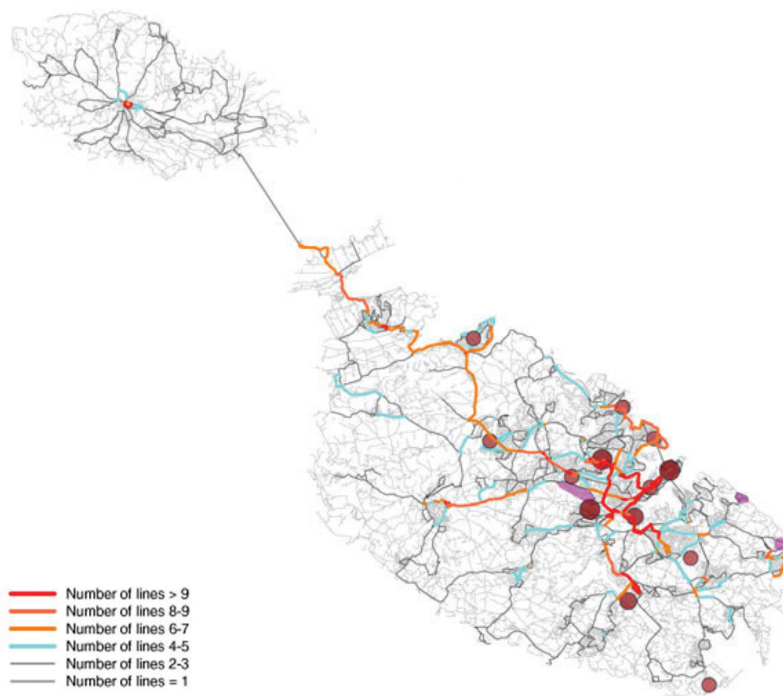 Number of lines > 9
Number of lines 8-9
Number of lines 6-7
Number of lines 4-5
Number of lines 2-3
Number of lines = 1